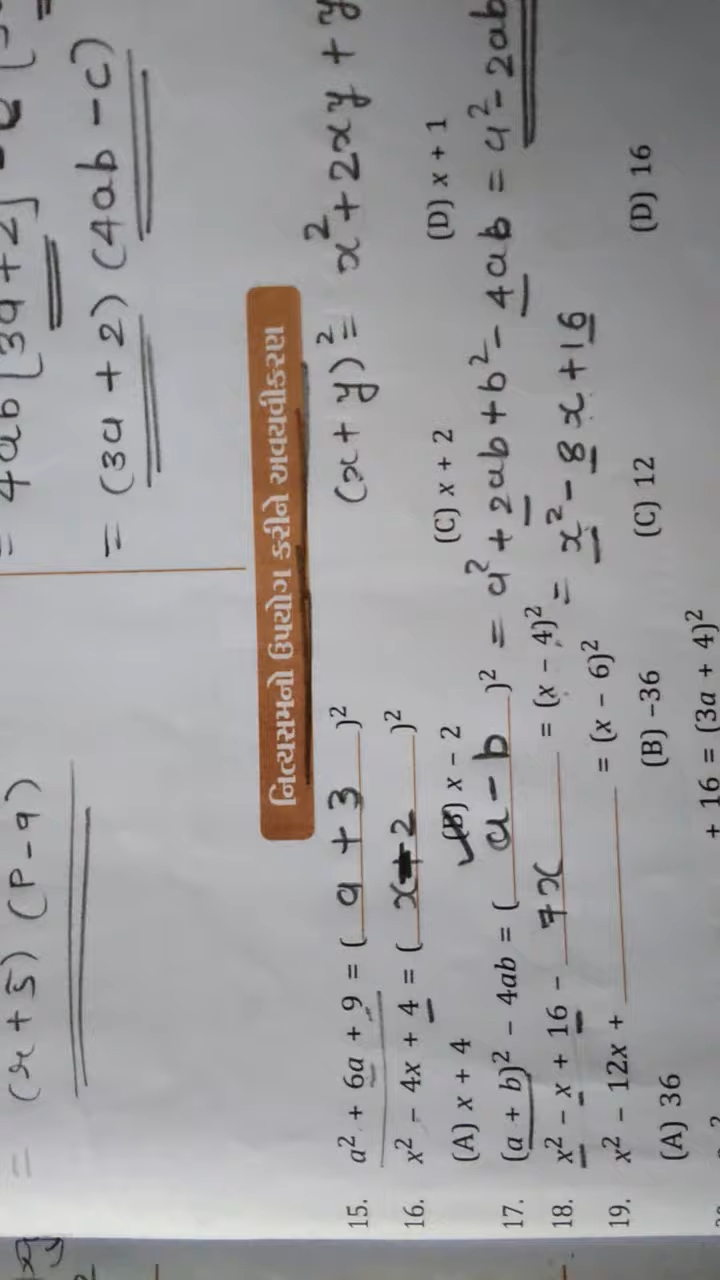 = 4ab [3a + 2]
= (x + 5) (p - q)
= (3a + 2) (4ab - c)
નિત્યસમનો ઉપયોગ કરીને અવયવીકરણ
(x + y)² = x² + 2xy + y
15. a² + 6a + 9 = ( a + 3 )²
16. x² - 4x + 4 = ( x - 2 )²
(A) x + 4 (B) x - 2 (C) x + 2 (D) x + 1
17. (a + b)² - 4ab = ( a - b )² = a² + 2ab + b² - 4ab = a² - 2ab
18. x² - x + 16 - 7x = (x - 4)² = x² - 8x + 16
19. x² - 12x + ______ = (x - 6)²
(A) 36 (B) -36 (C) 12 (D) 16
+ 16 = (3a + 4)²